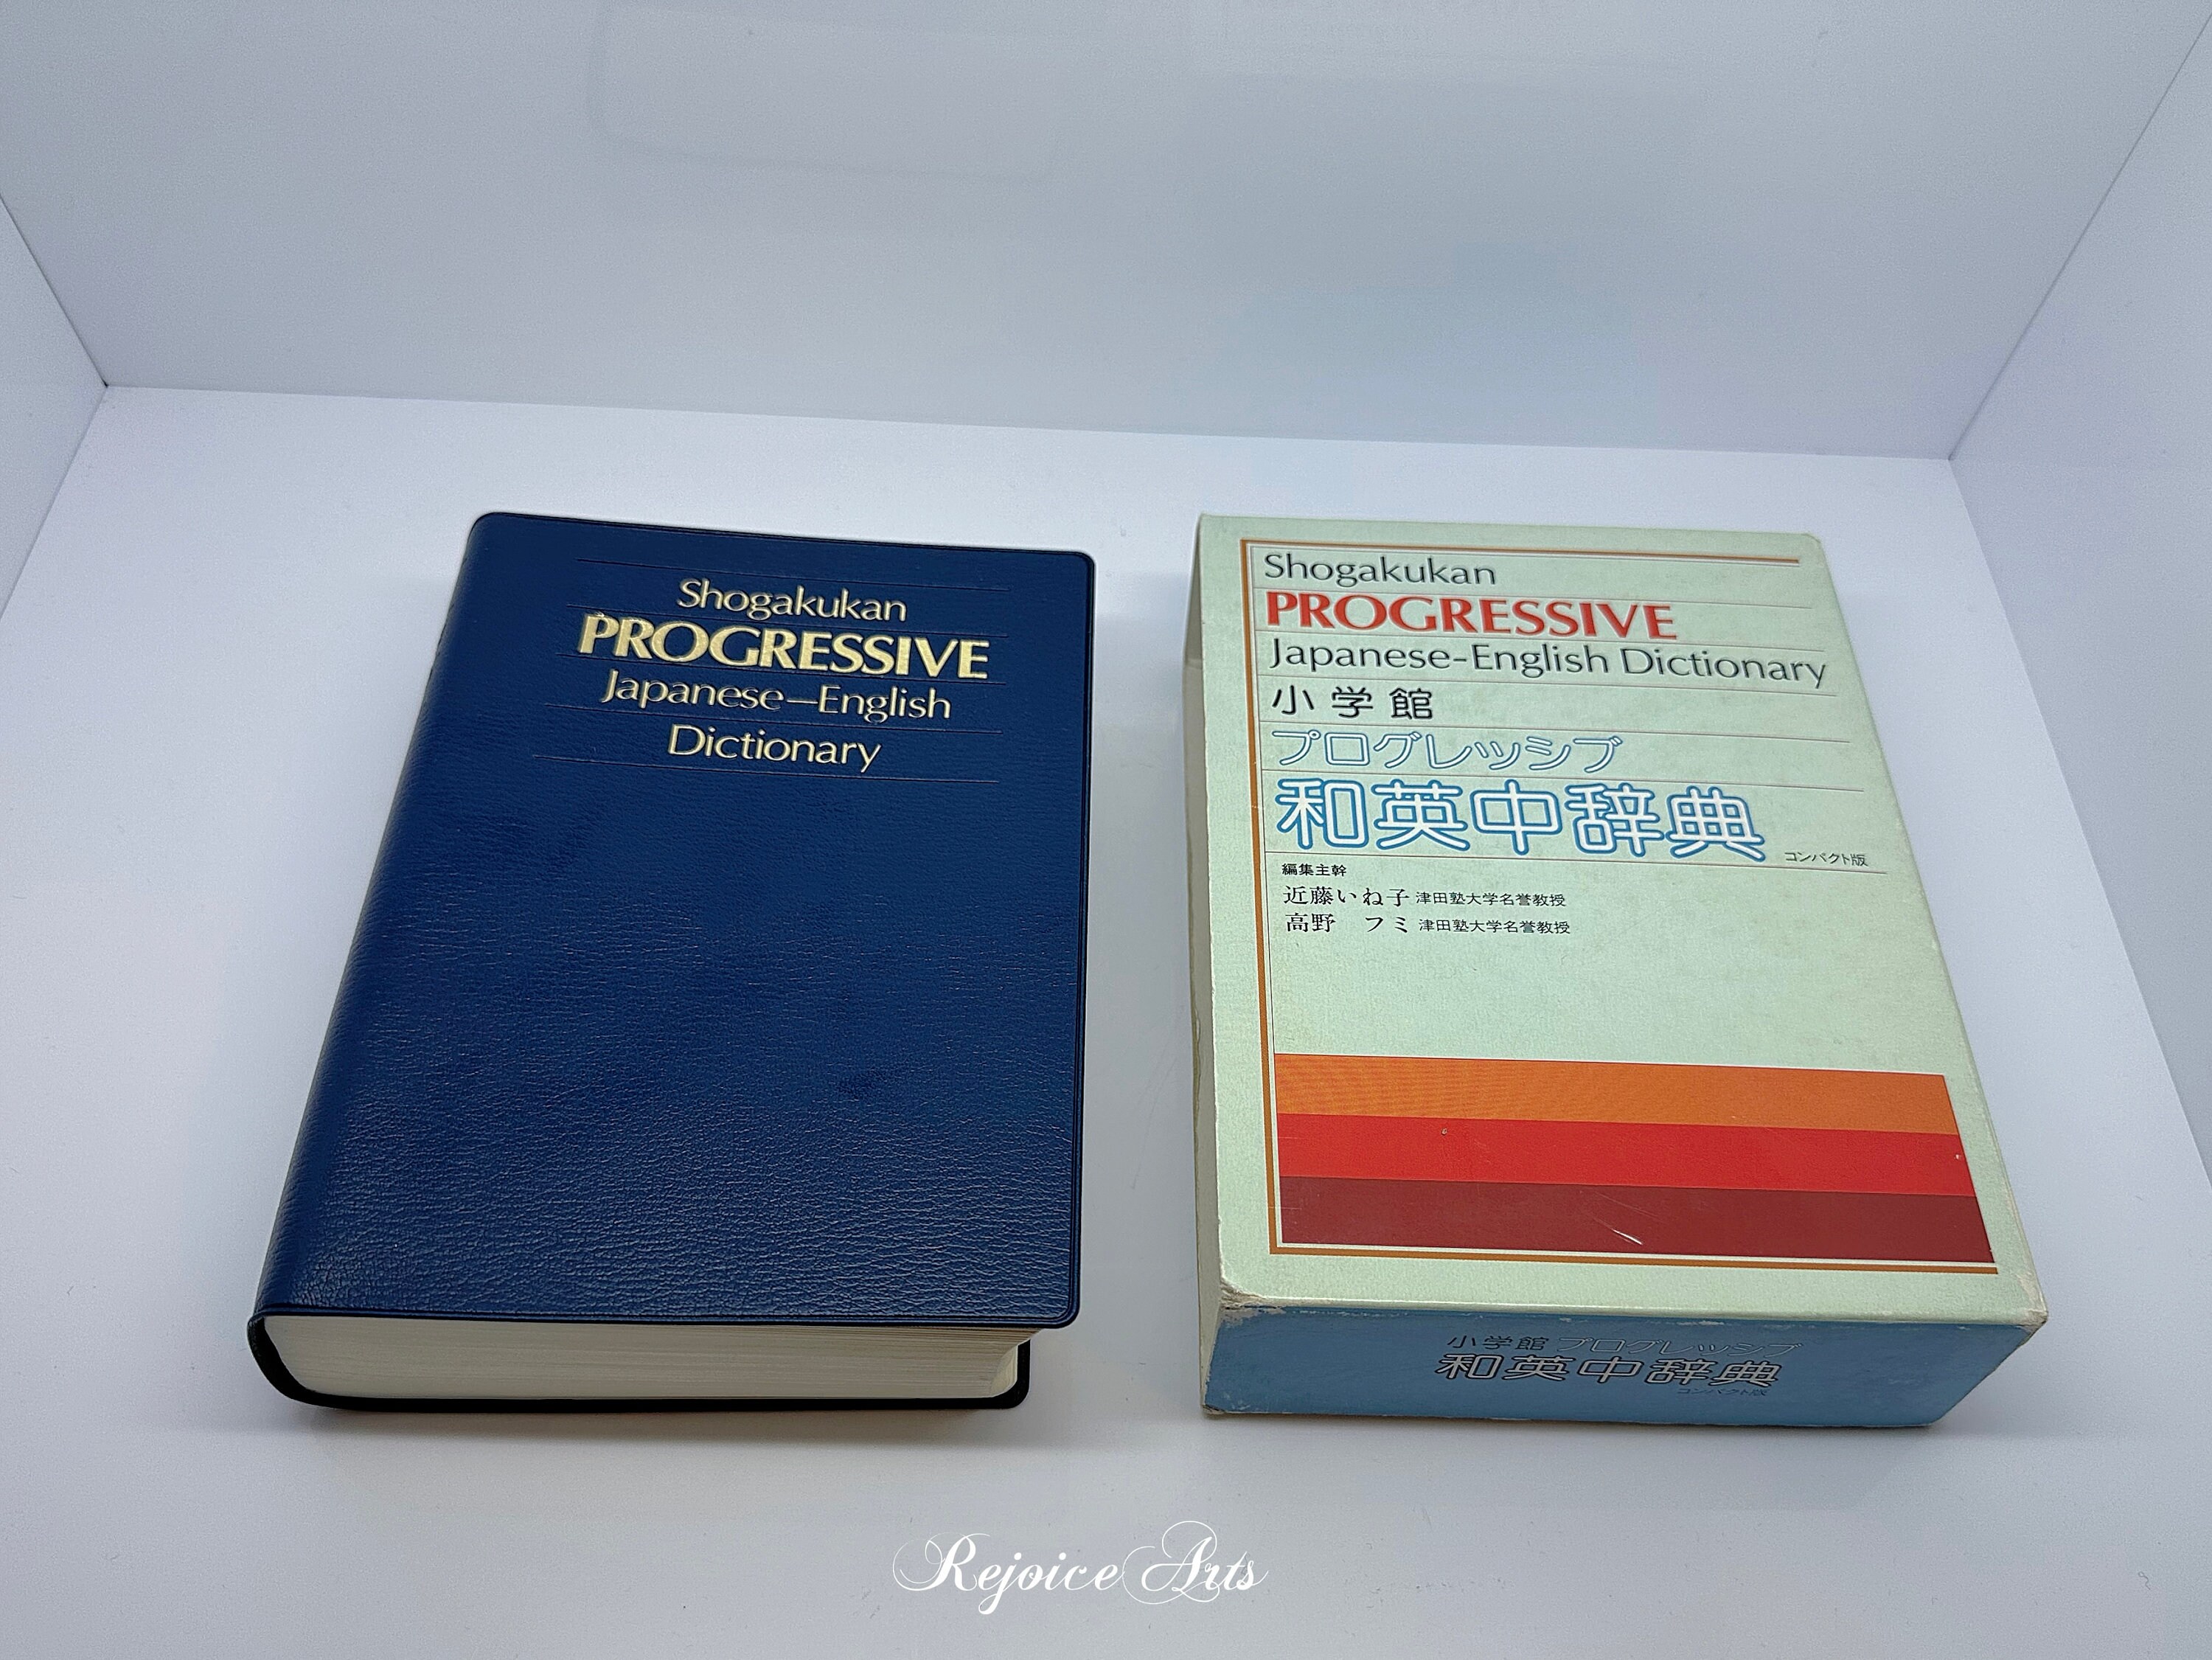 Shogakukan
PROGRESSIVE
Japanese–English
Dictionary
Shogakukan
PROGRESSIVE
Japanese-English Dictionary
小学館
プログレッシブ
和英中辞典 コンパクト版
編集主幹
近藤いね子 津田塾大学名誉教授
高野 フミ 津田塾大学名誉教授
小学館 プログレッシブ
和英中辞典
コンパクト版
Rejoice Arts